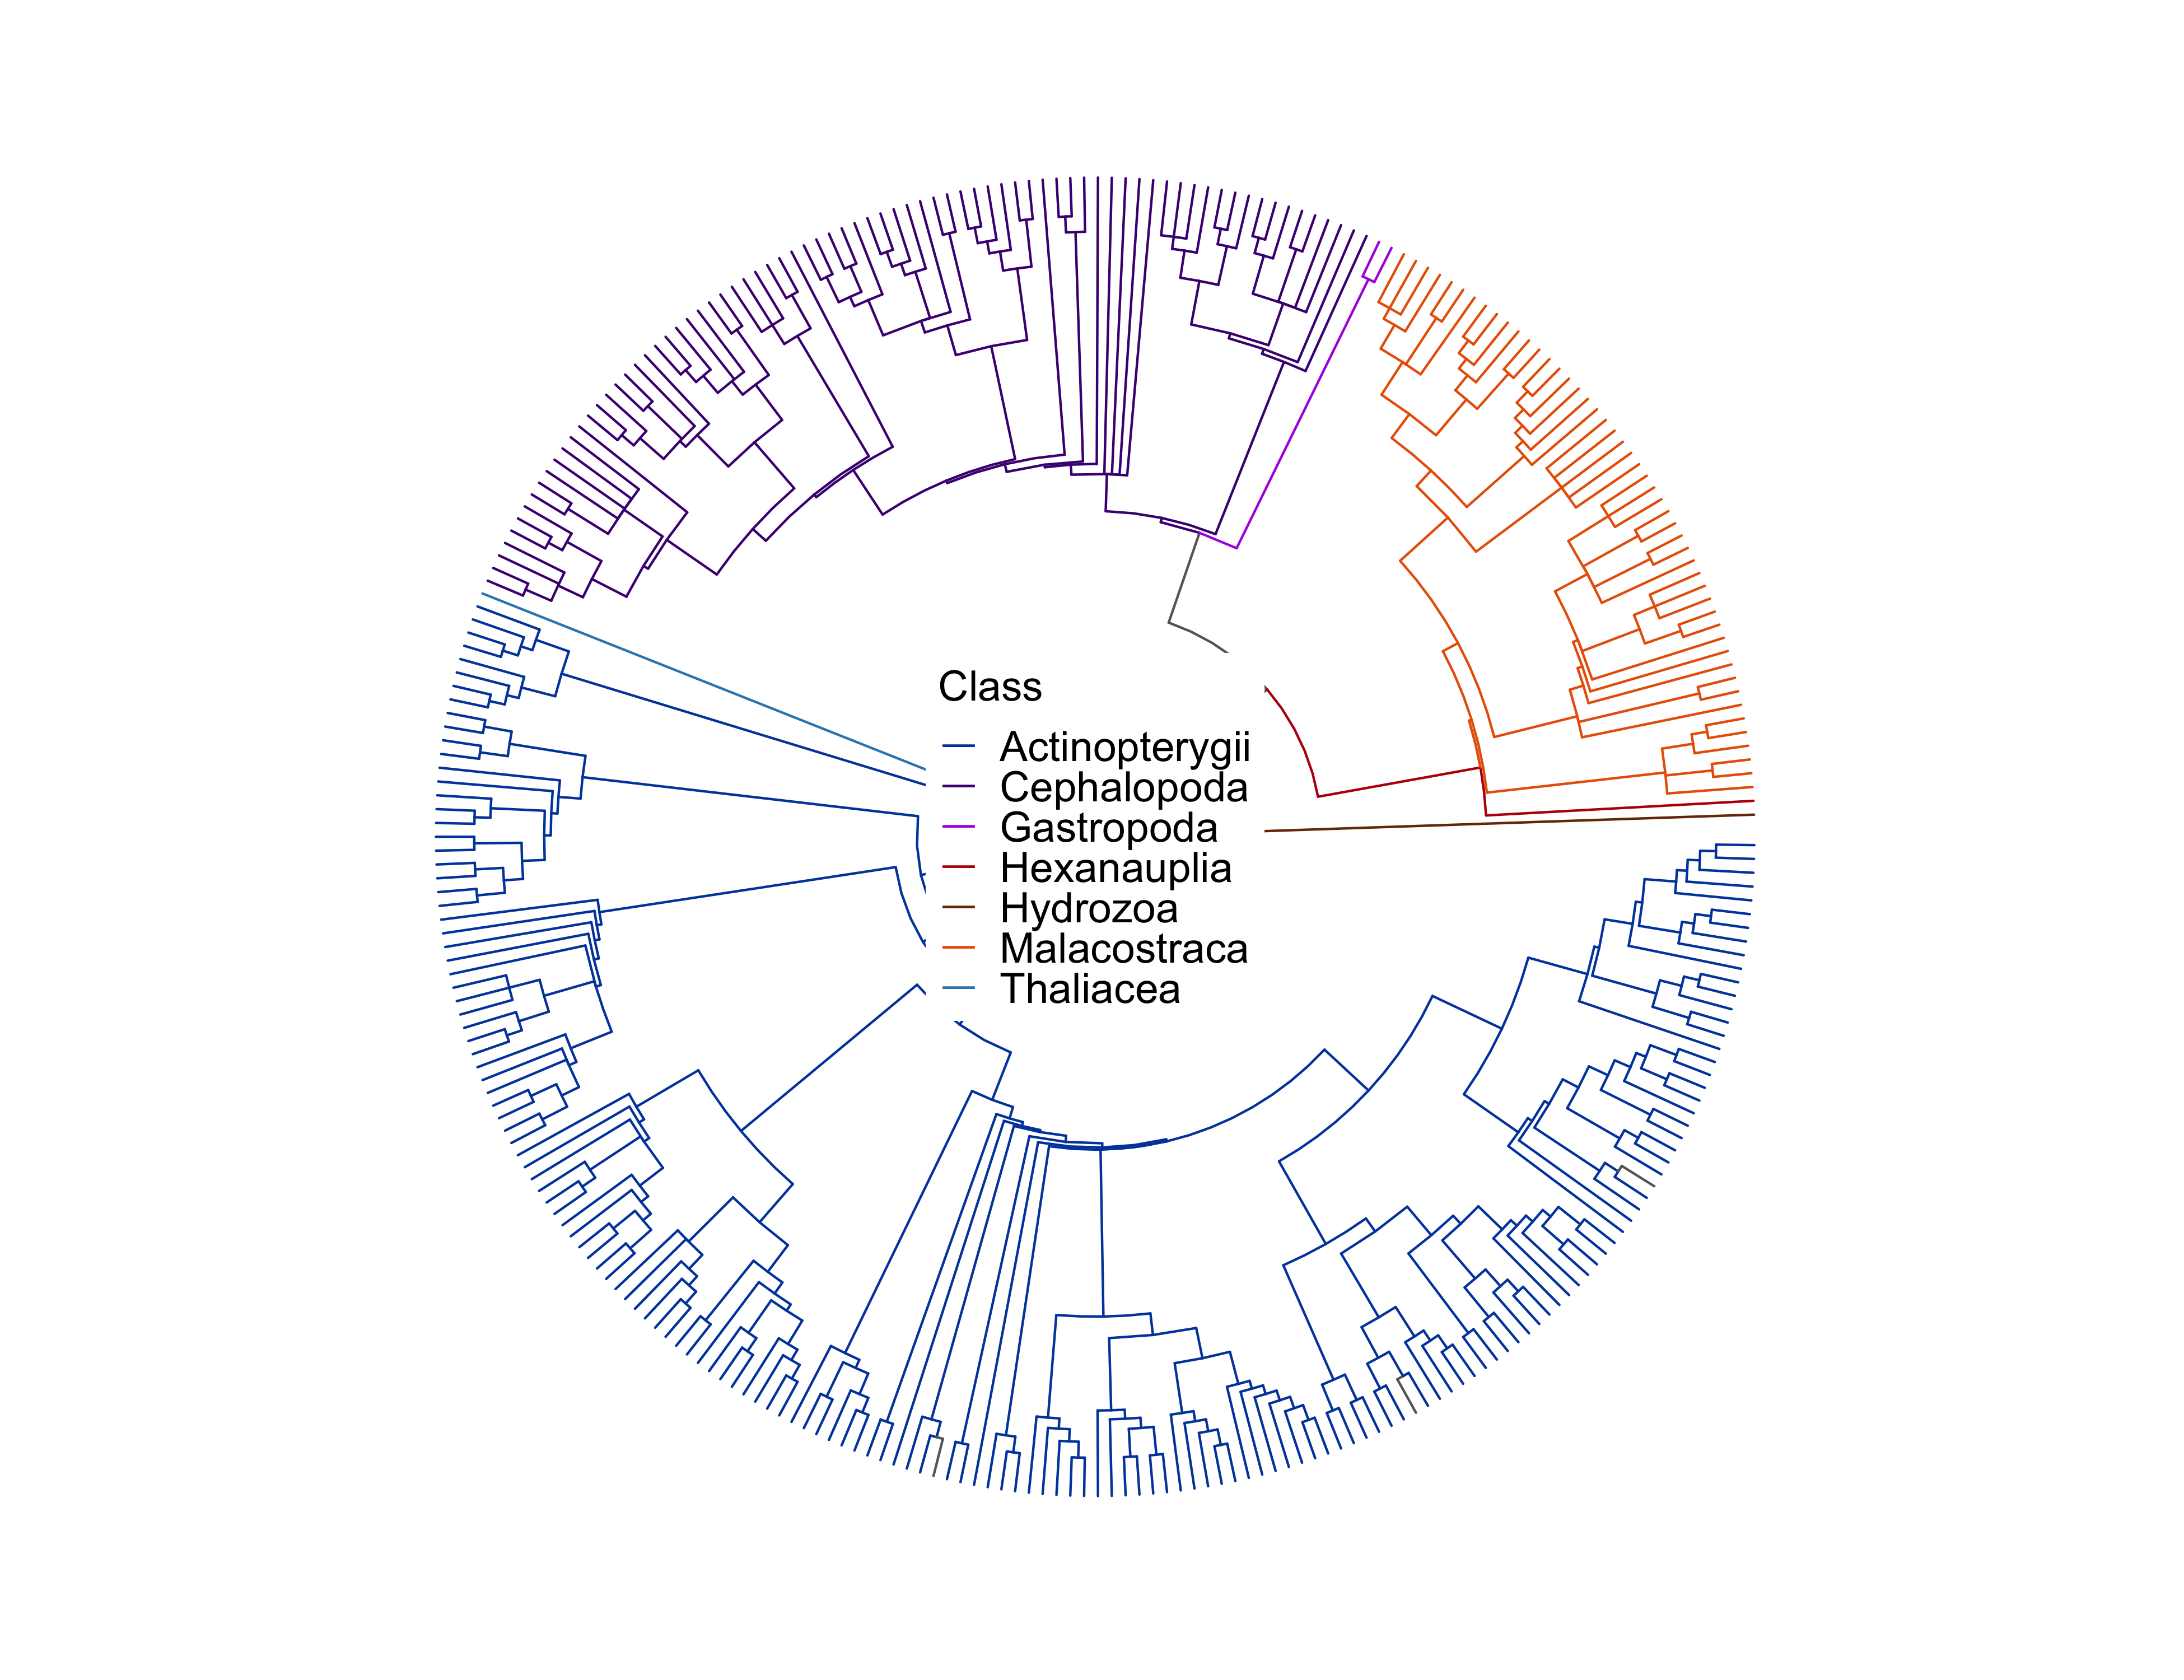 Class
Actinopterygii
Cephalopoda
Gastropoda
Hexanauplia
Hydrozoa
Malacostraca
Thaliacea